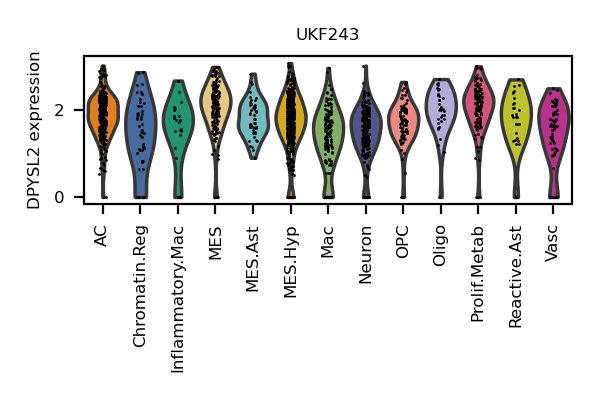 UKF243
DPYSL2 expression
2
0
AC
Chromatin.Reg
Inflammatory.Mac
MES
MES.Ast
MES.Hyp
Mac
Neuron
OPC
Oligo
Prolif.Metab
Reactive.Ast
Vasc